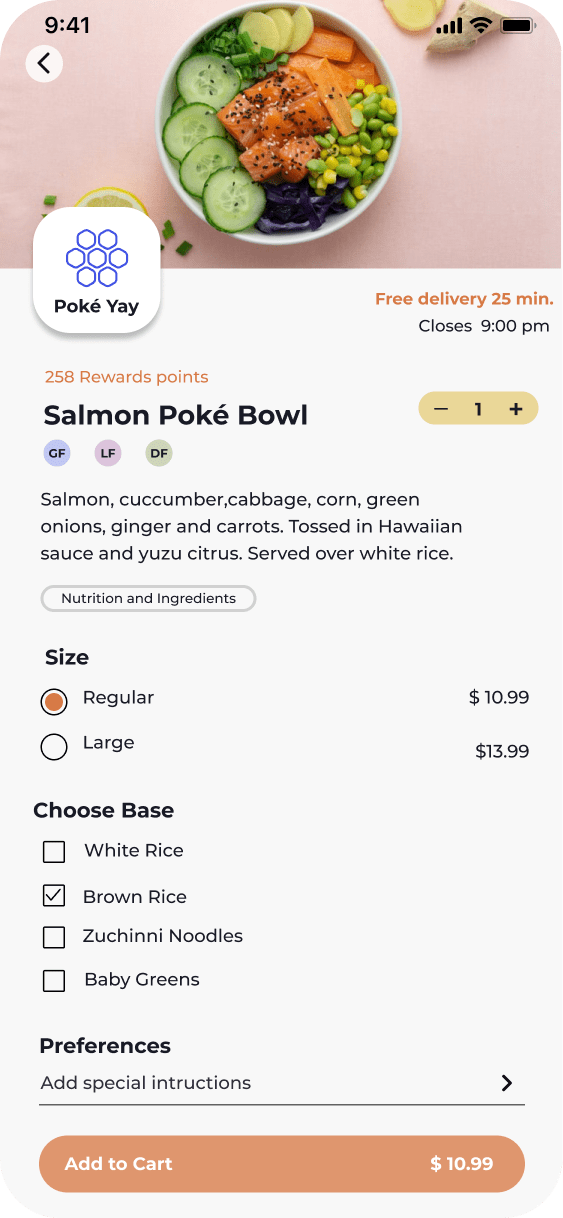 9:41
Poké Yay
Free delivery 25 min.
Closes 9:00 pm
258 Rewards points
Salmon Poké Bowl
− 1 +
GF LF DF
Salmon, cuccumber,cabbage, corn, green
onions, ginger and carrots. Tossed in Hawaiian
sauce and yuzu citrus. Served over white rice.
Nutrition and Ingredients
Size
Regular $ 10.99
Large $13.99
Choose Base
White Rice
Brown Rice
Zuchinni Noodles
Baby Greens
Preferences
Add special intructions
Add to Cart $ 10.99